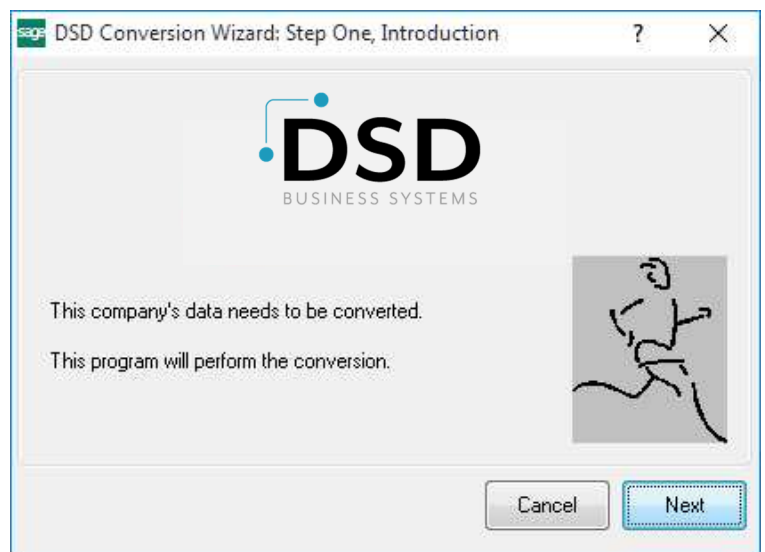 sage DSD Conversion Wizard: Step One, Introduction ? X
DSD
BUSINESS SYSTEMS
This company's data needs to be converted.
This program will perform the conversion.
Cancel Next